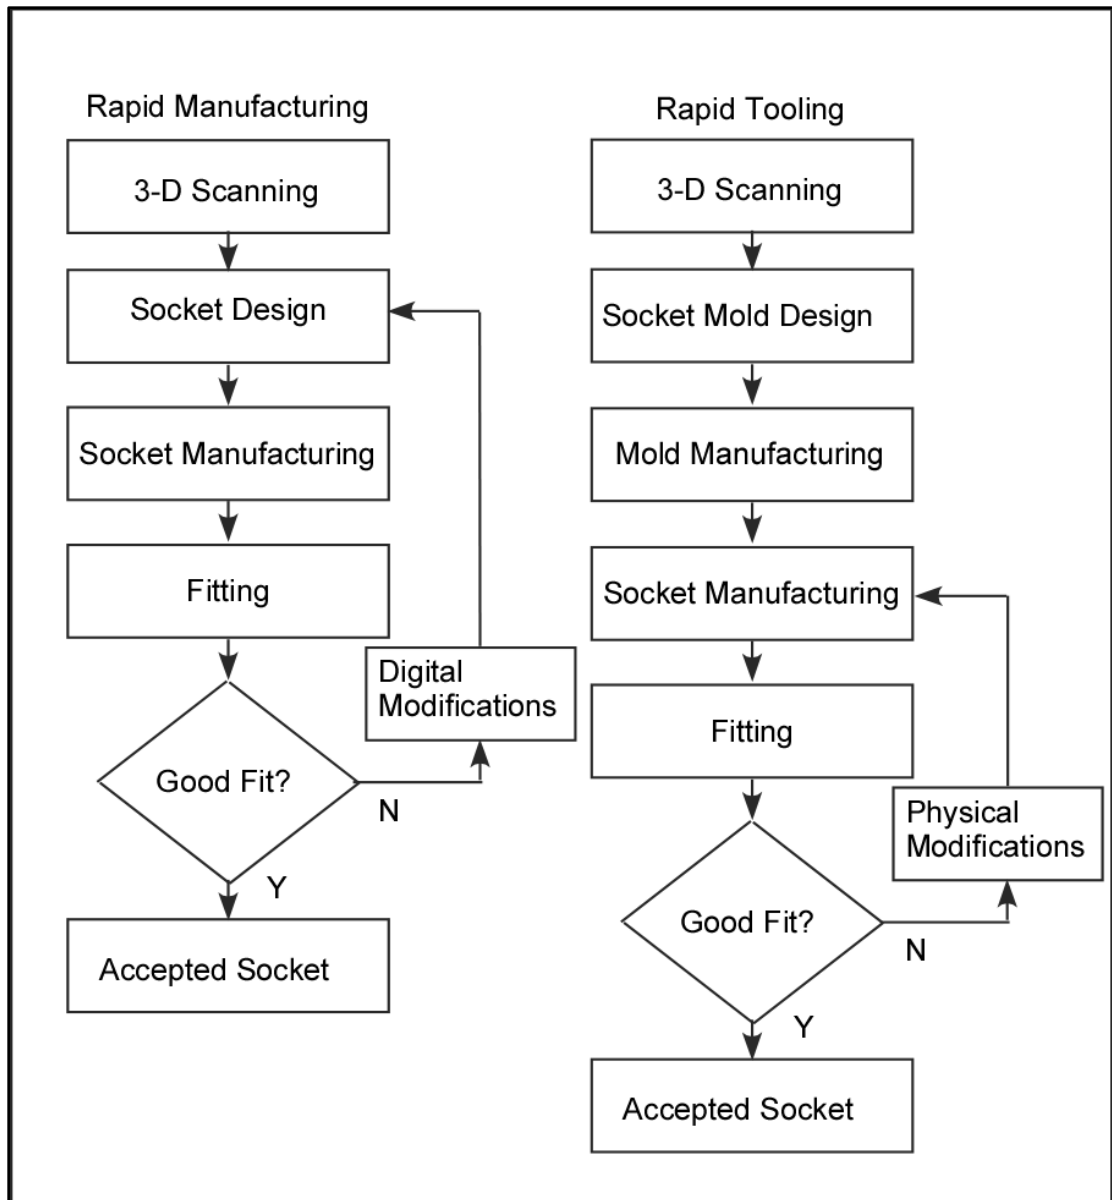 Rapid Manufacturing
3-D Scanning
Socket Design
Socket Manufacturing
Fitting
Digital
Modifications
Good Fit?
N
Y
Accepted Socket
Rapid Tooling
3-D Scanning
Socket Mold Design
Mold Manufacturing
Socket Manufacturing
Fitting
Physical
Modifications
Good Fit?
N
Y
Accepted Socket